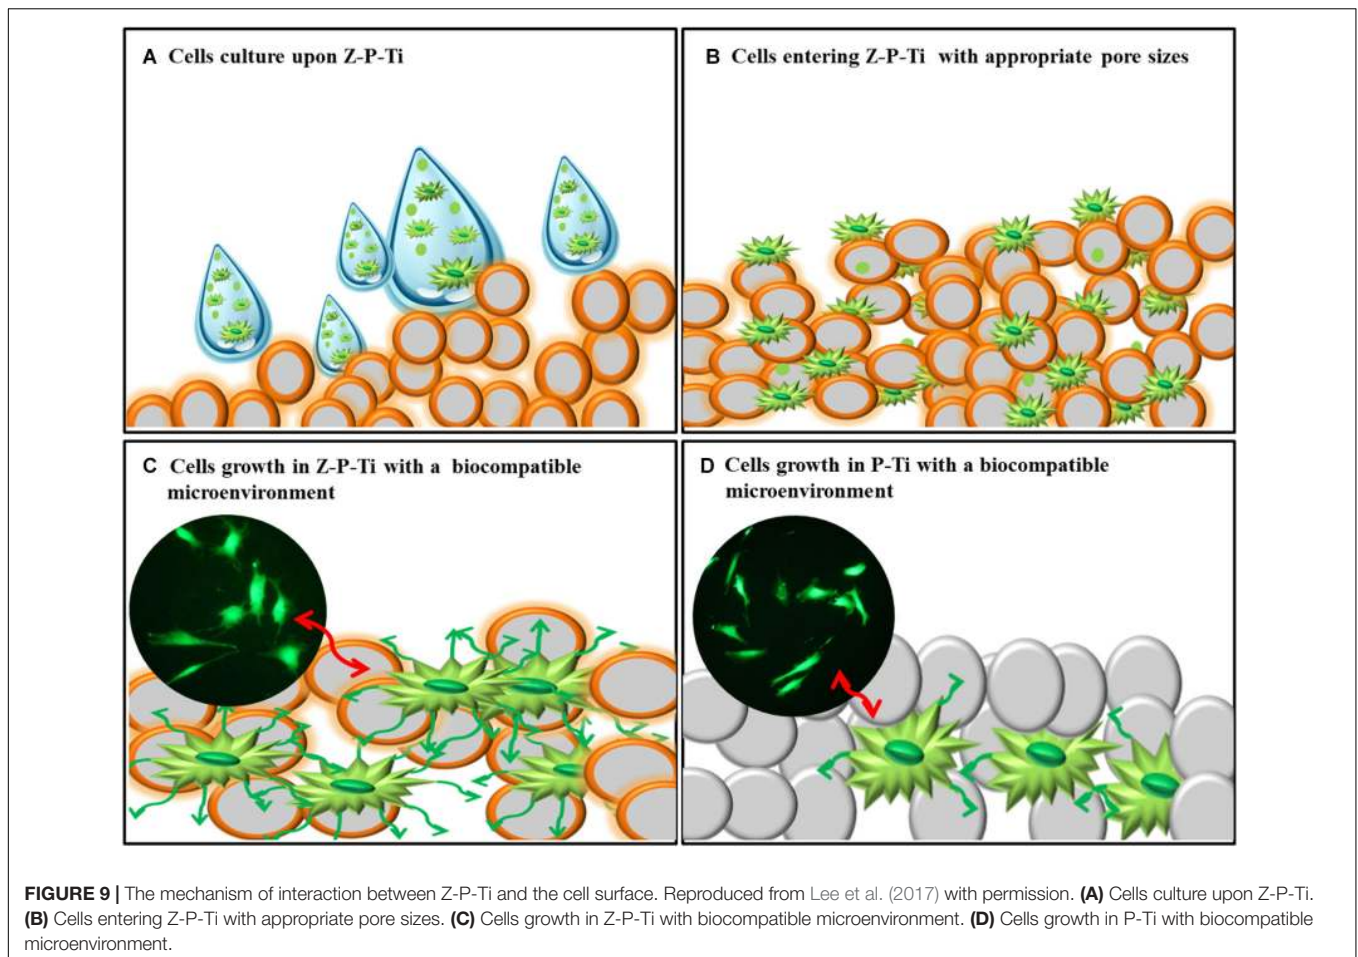 A Cells culture upon Z-P-Ti
B Cells entering Z-P-Ti with appropriate pore sizes
C Cells growth in Z-P-Ti with a biocompatible
microenvironment
D Cells growth in P-Ti with a biocompatible
microenvironment
FIGURE 9 | The mechanism of interaction between Z-P-Ti and the cell surface. Reproduced from Lee et al. (2017) with permission. (A) Cells culture upon Z-P-Ti.
(B) Cells entering Z-P-Ti with appropriate pore sizes. (C) Cells growth in Z-P-Ti with biocompatible microenvironment. (D) Cells growth in P-Ti with biocompatible
microenvironment.